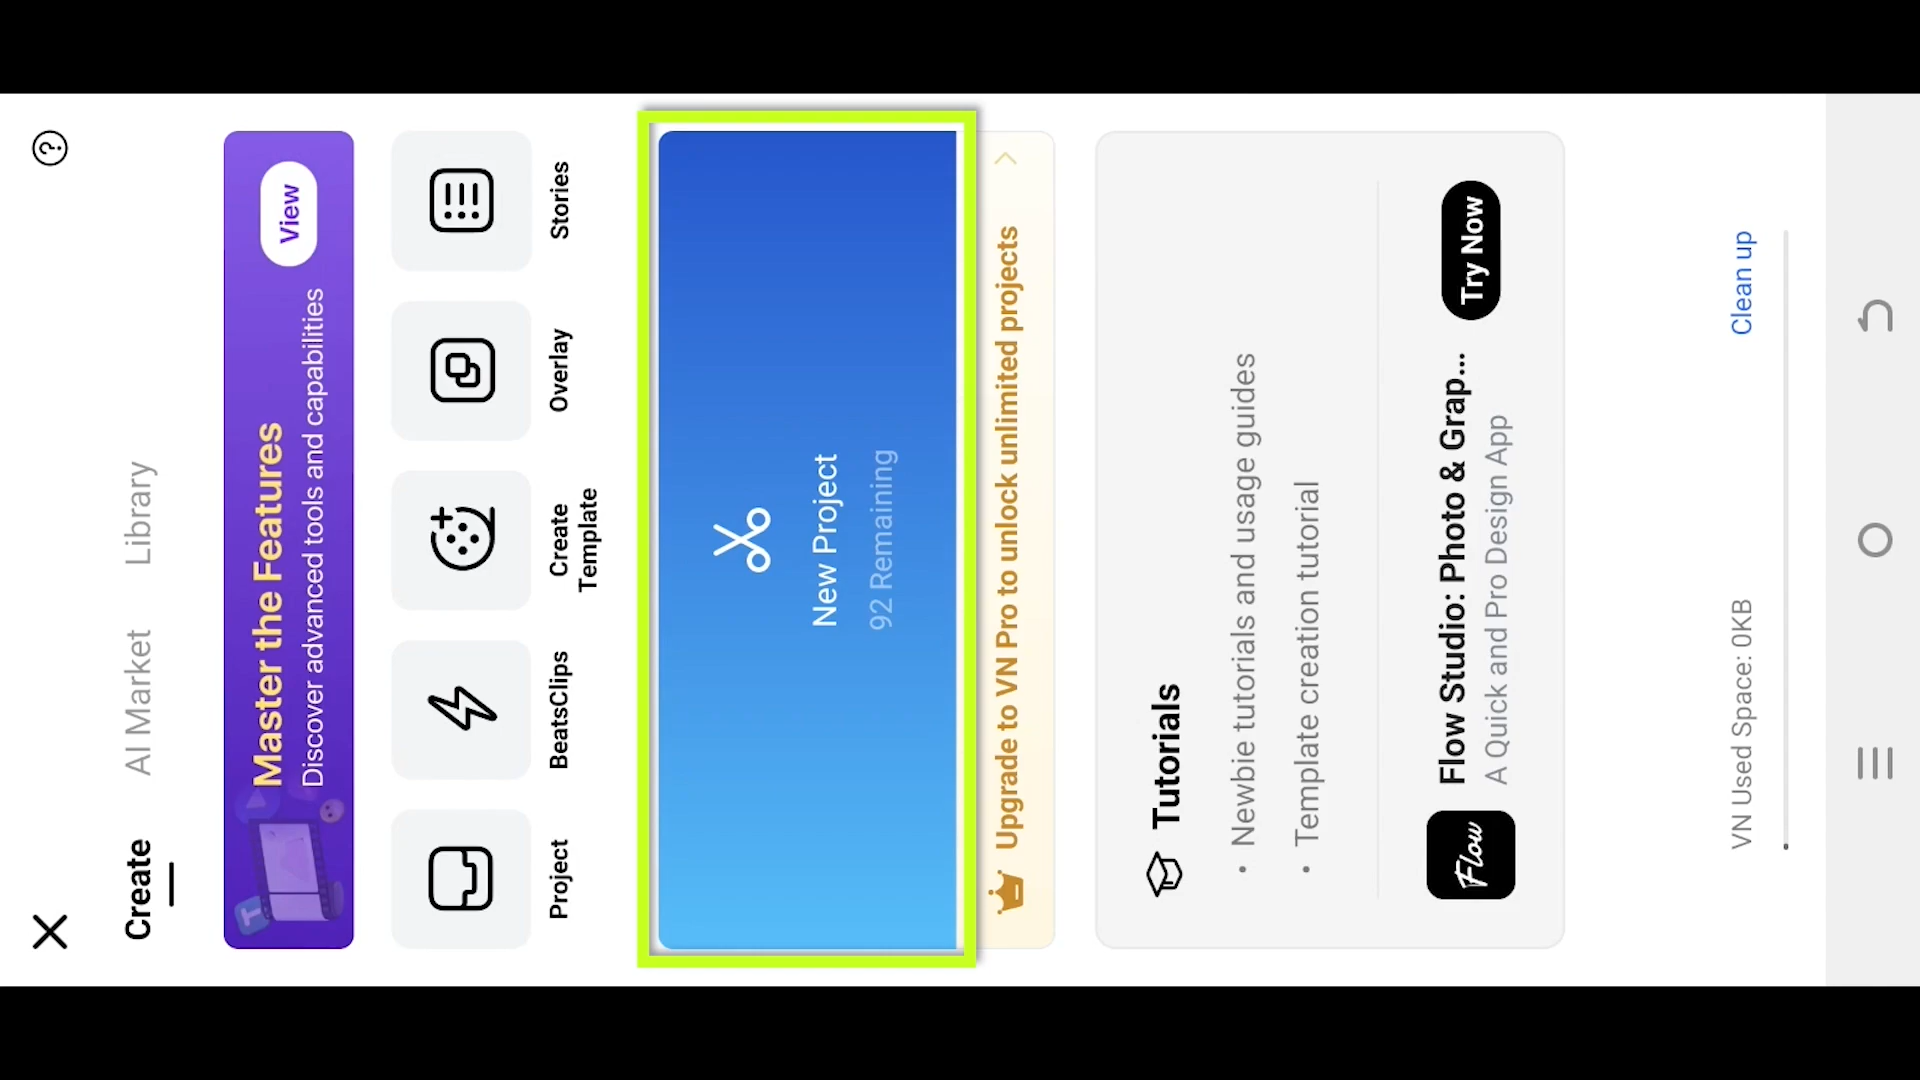 Create AI Market Library
Master the Features
Discover advanced tools and capabilities
View
Project
BeatsClips
Create
Template
Overlay
Stories
New Project
92 Remaining
Upgrade to VN Pro to unlock unlimited projects
Tutorials
• Newbie tutorials and usage guides
• Template creation tutorial
Flow
Flow Studio: Photo & Grap...
A Quick and Pro Design App
Try Now
VN Used Space: 0KB
Clean up